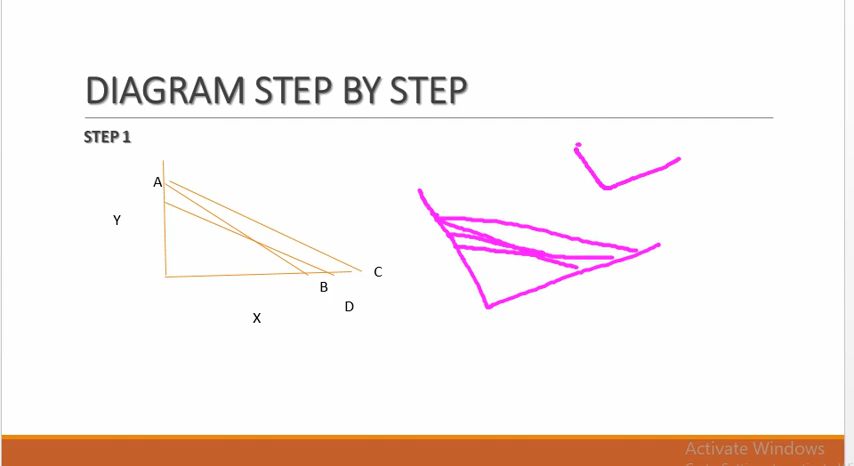 DIAGRAM STEP BY STEP
STEP 1
A
Y
C
B
D
X
Activate Windows